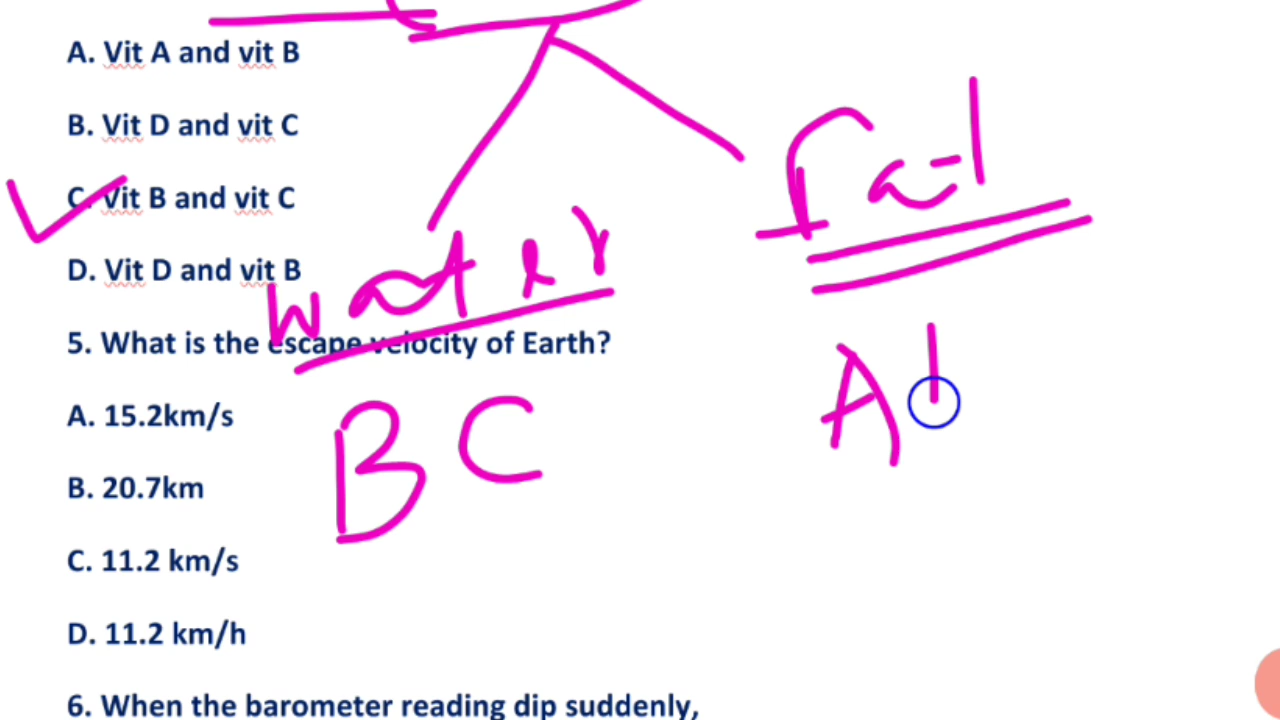 A. Vit A and vit B
B. Vit D and vit C
C. Vit B and vit C
D. Vit D and vit B
water
Fat
5. What is the escape velocity of Earth?
A. 15.2km/s
B C
A
B. 20.7km
C. 11.2 km/s
D. 11.2 km/h
6. When the barometer reading dip suddenly,